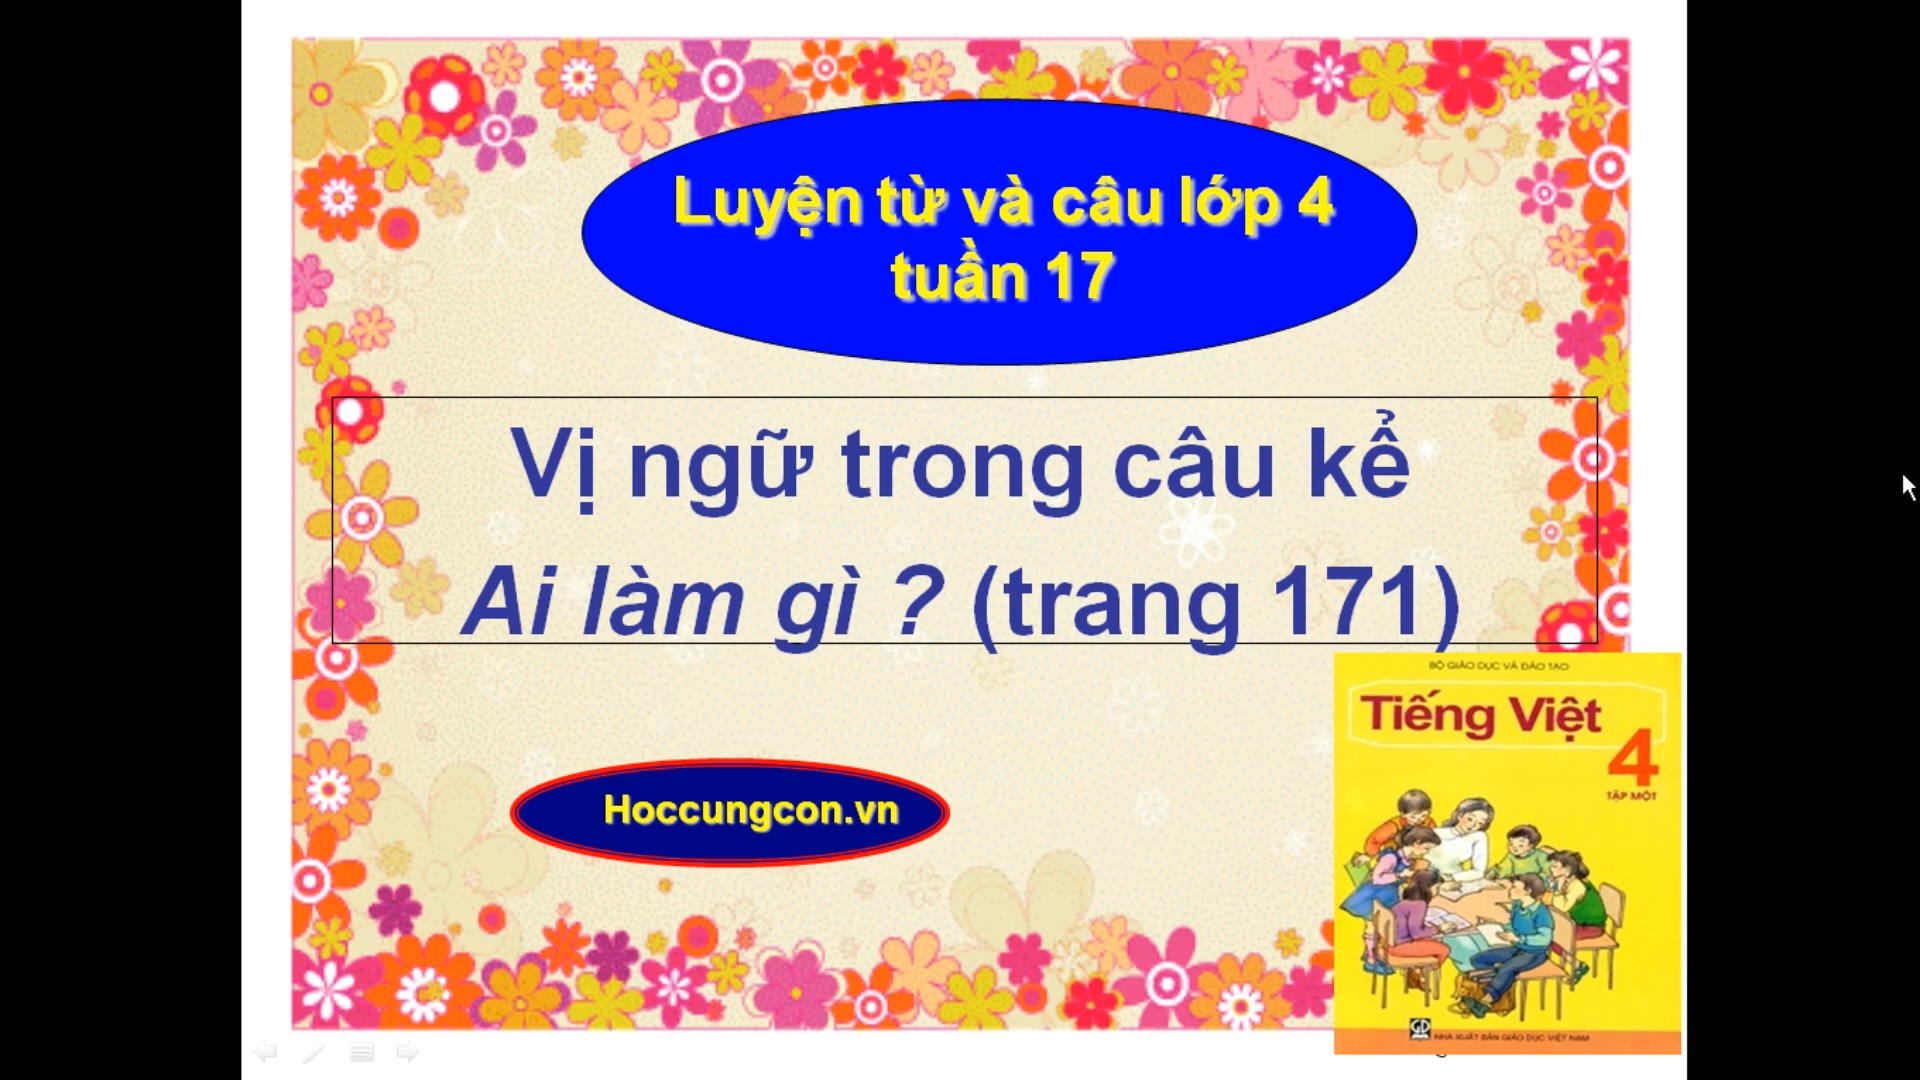 Luyện từ và câu lớp 4
tuần 17
Vị ngữ trong câu kể
Ai làm gì ? (trang 171)
Hoccungcon.vn
BỘ GIÁO DỤC VÀ ĐÀO TẠO
Tiếng Việt
4
TẬP MỘT
GD
NHÀ XUẤT BẢN GIÁO DỤC VIỆT NAM